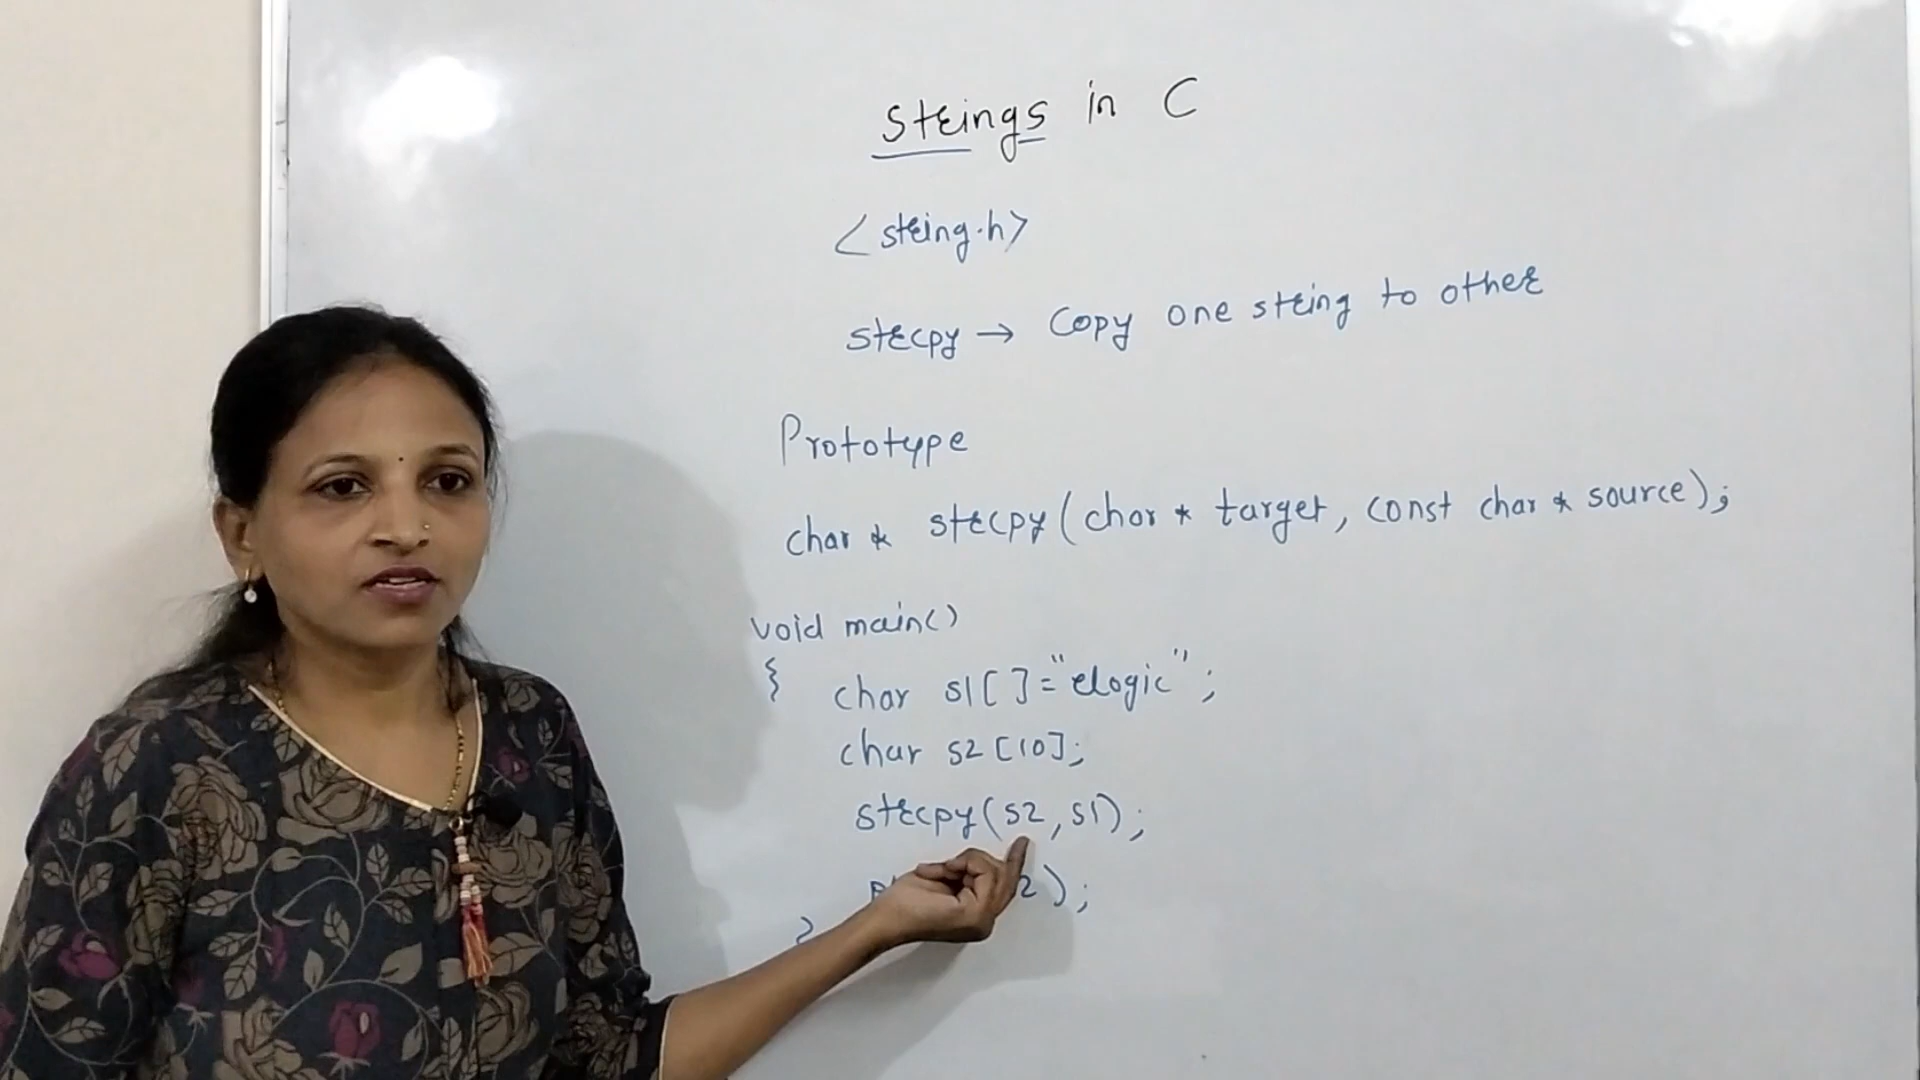 Strings in C
<string.h>
strcpy → Copy one string to other
Prototype
char * strcpy(char * target, const char * source);
void main()
{ char s1[ ]="elogic";
char s2[10];
strcpy(s2,s1);
2);
}